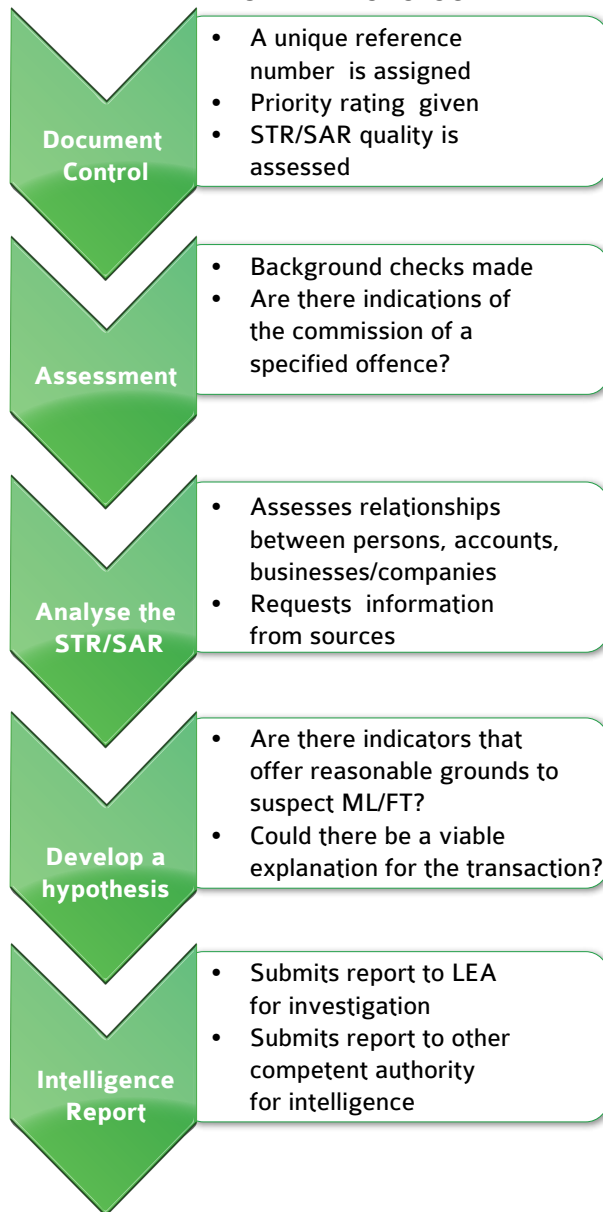 • A unique reference
number is assigned
• Priority rating given
• STR/SAR quality is
assessed
Document
Control
• Background checks made
• Are there indications of
the commission of a
specified offence?
Assessment
• Assesses relationships
between persons, accounts,
businesses/companies
• Requests information
from sources
Analyse the
STR/SAR
• Are there indicators that
offer reasonable grounds to
suspect ML/FT?
• Could there be a viable
explanation for the transaction?
Develop a
hypothesis
• Submits report to LEA
for investigation
• Submits report to other
competent authority
for intelligence
Intelligence
Report